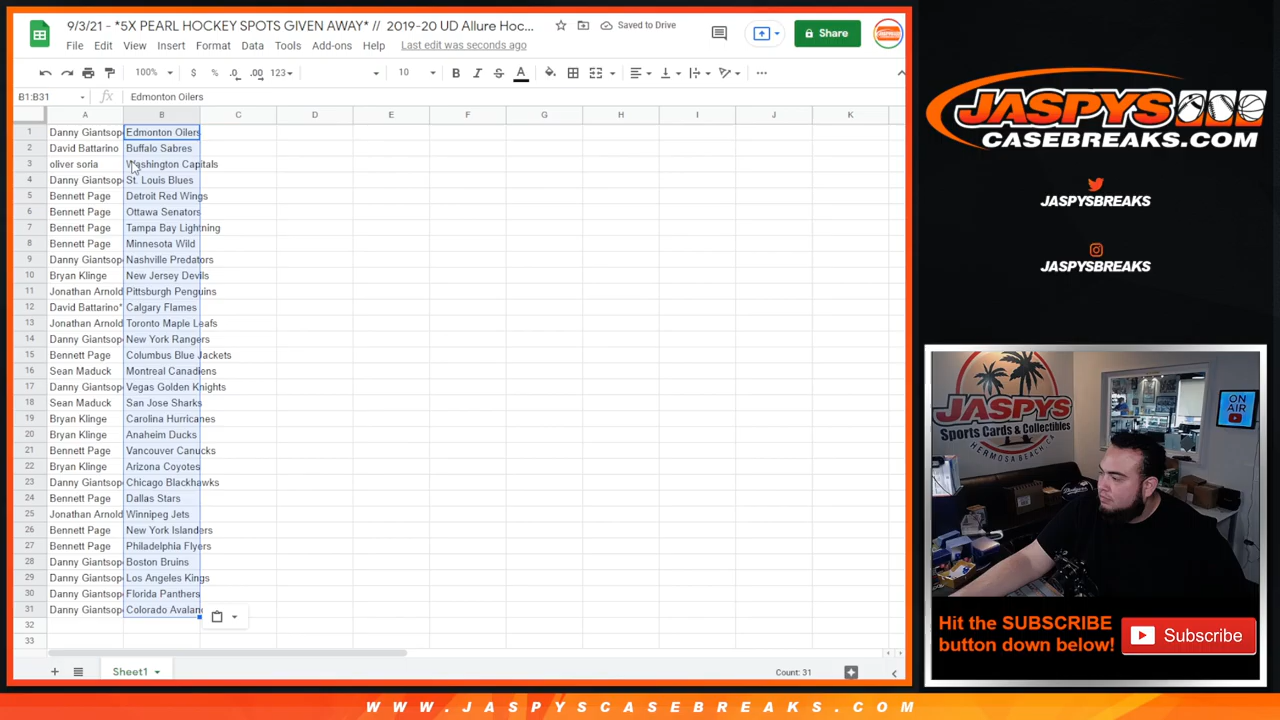 9/3/21 - *5X PEARL HOCKEY SPOTS GIVEN AWAY* // 2019-20 UD Allure Hoc...
Saved to Drive
Share
File Edit View Insert Format Data Tools Add-ons Help Last edit was seconds ago
100% $ % .0 .00 123 10 B I S A
B1:B31 fx Edmonton Oilers
A B C D E F G H I J K
1 Danny Giantsop Edmonton Oilers
2 David Battarino Buffalo Sabres
3 oliver soria Washington Capitals
4 Danny Giantsop St. Louis Blues
5 Bennett Page Detroit Red Wings
6 Bennett Page Ottawa Senators
7 Bennett Page Tampa Bay Lightning
8 Bennett Page Minnesota Wild
9 Danny Giantsop Nashville Predators
10 Bryan Klinge New Jersey Devils
11 Jonathan Arnold Pittsburgh Penguins
12 David Battarino* Calgary Flames
13 Jonathan Arnold Toronto Maple Leafs
14 Danny Giantsop New York Rangers
15 Bennett Page Columbus Blue Jackets
16 Sean Maduck Montreal Canadiens
17 Danny Giantsop Vegas Golden Knights
18 Sean Maduck San Jose Sharks
19 Bryan Klinge Carolina Hurricanes
20 Bryan Klinge Anaheim Ducks
21 Bennett Page Vancouver Canucks
22 Bryan Klinge Arizona Coyotes
23 Danny Giantsop Chicago Blackhawks
24 Bennett Page Dallas Stars
25 Jonathan Arnold Winnipeg Jets
26 Bennett Page New York Islanders
27 Bennett Page Philadelphia Flyers
28 Danny Giantsop Boston Bruins
29 Danny Giantsop Los Angeles Kings
30 Danny Giantsop Florida Panthers
31 Danny Giantsop Colorado Avalanc
32
33
Sheet1
Count: 31
JASPYS
CASEBREAKS.COM
JASPYSBREAKS
JASPYSBREAKS
JASPYS
Sports Cards & Collectibles
HERMOSA BEACH, CA
ON AIR
Hit the SUBSCRIBE
button down below!
Subscribe
WWW.JASPYSCASEBREAKS.COM